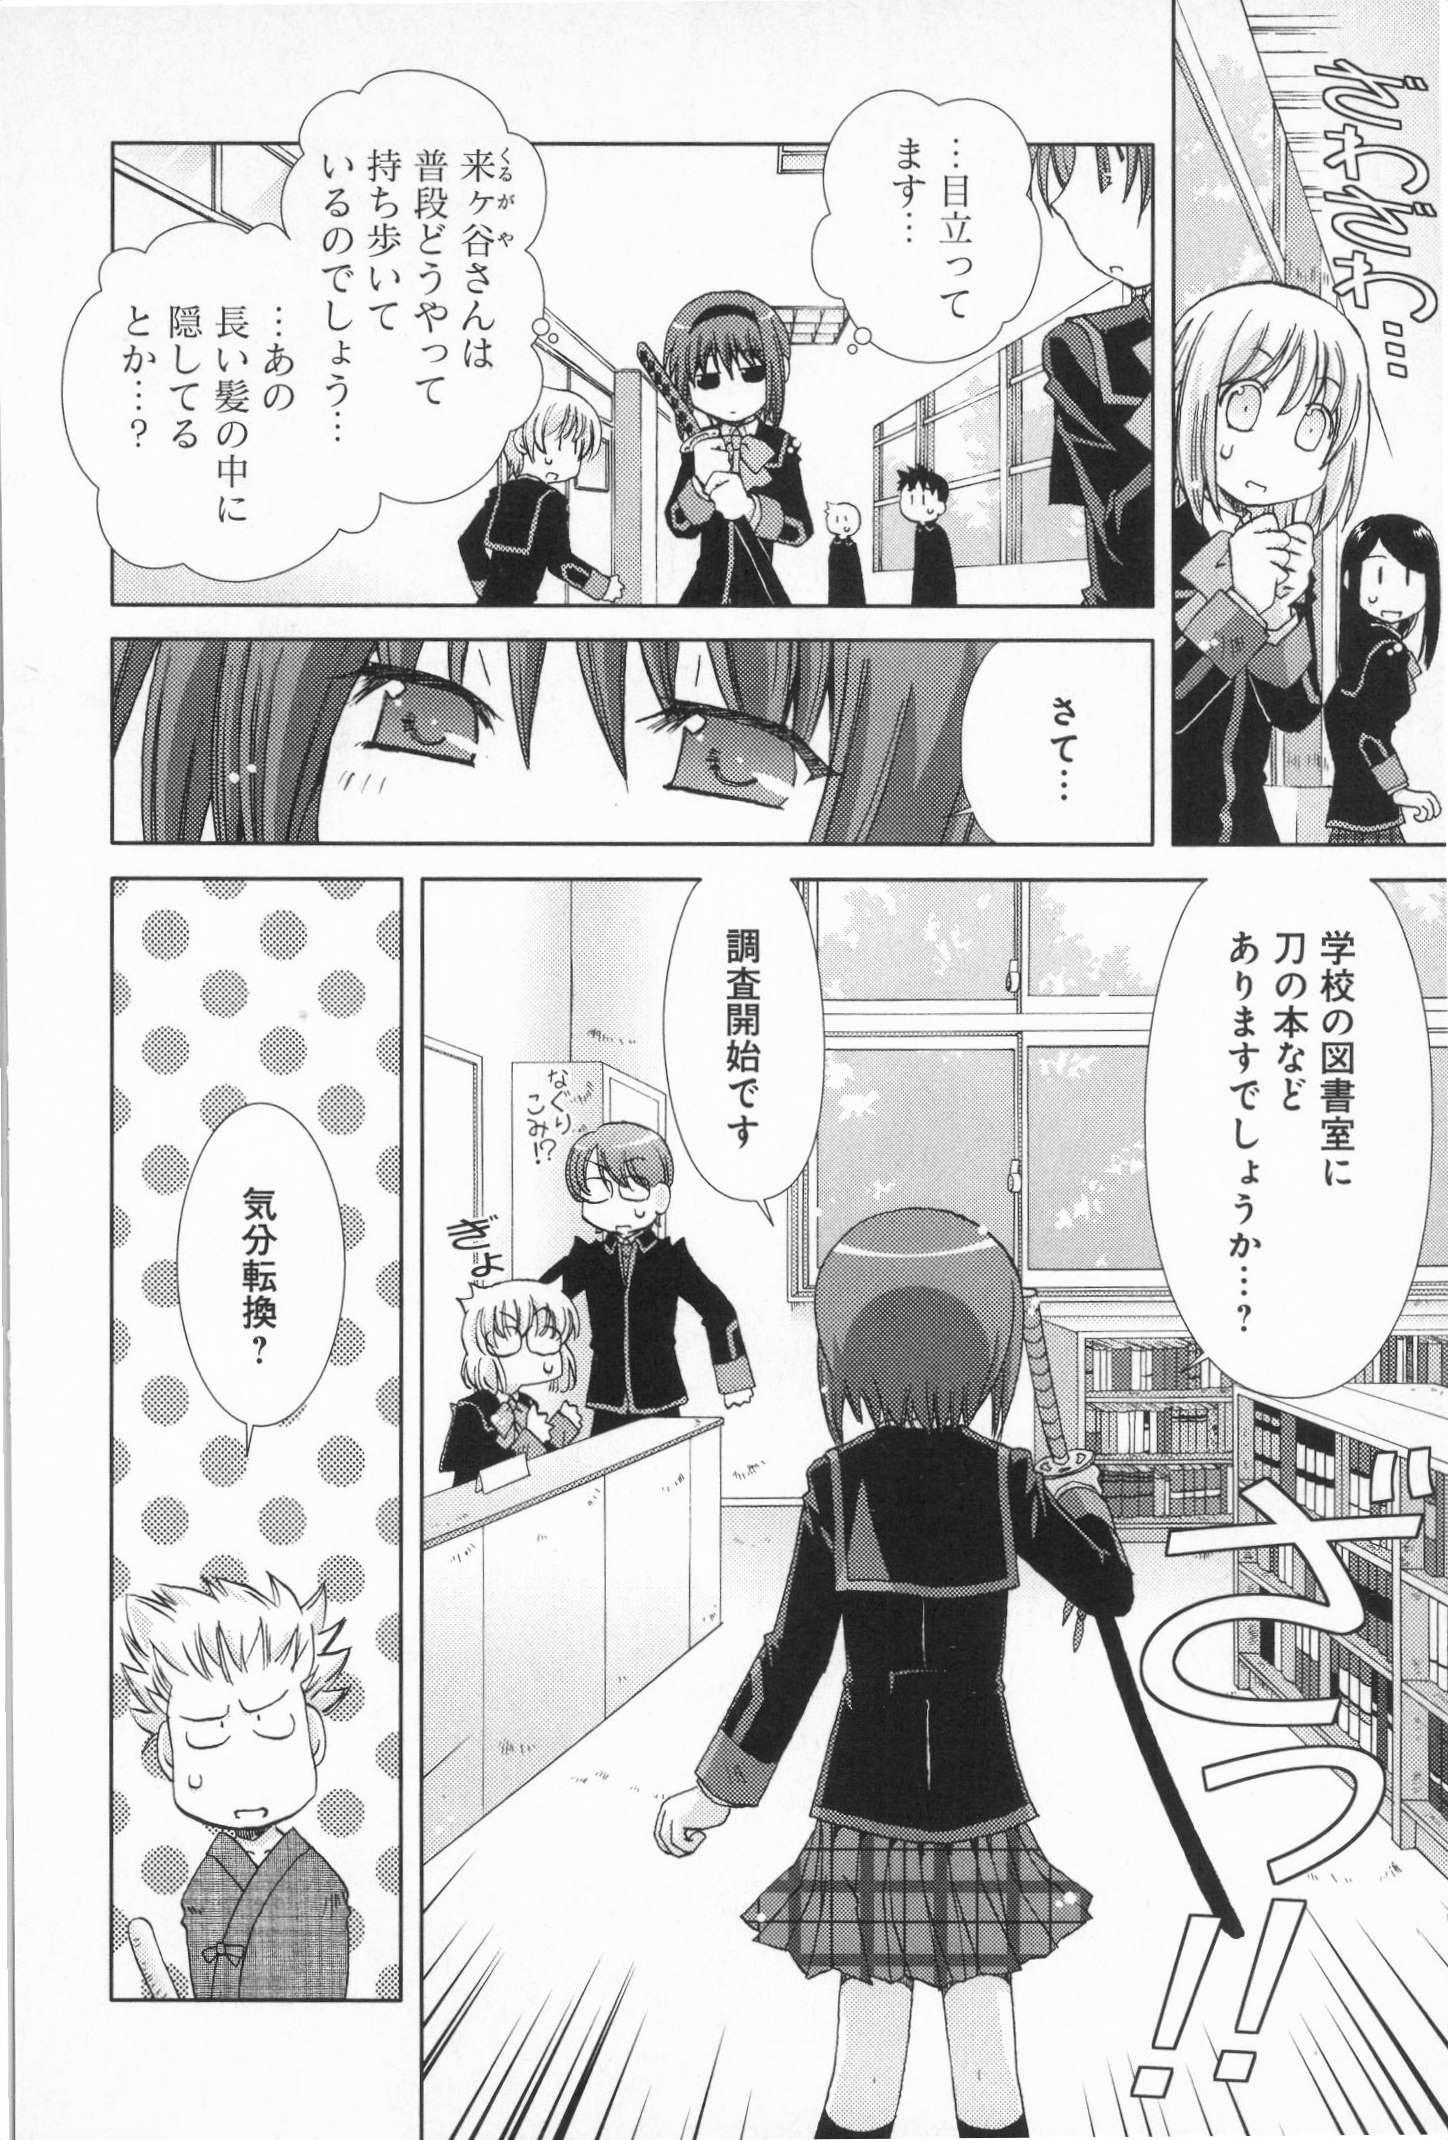 ざわざわ…
…目立って
ます…
来ヶ谷さんは
くるがや
普段どうやって
持ち歩いて
いるのでしょう…
…あの
長い髪の中に
隠してる
とか…?
さて…
学校の図書室に
刀の本など
ありますでしょうか…?
ざうっ!!
調査開始です
なぐり
こみ!?
ぎょ
気分転換?